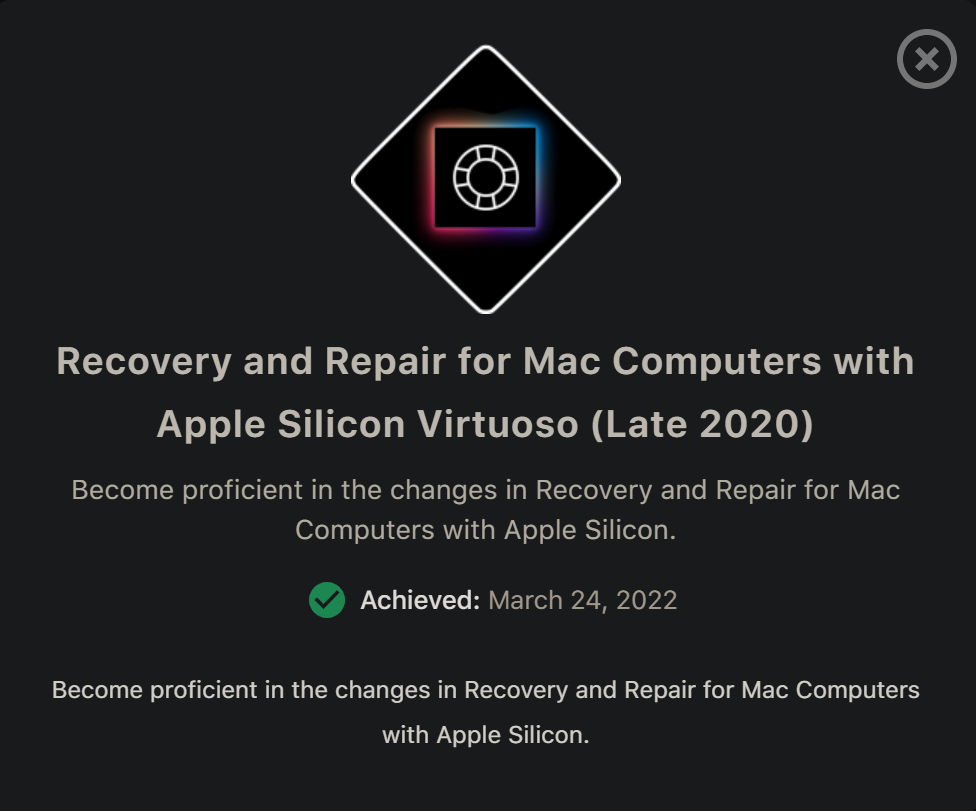 Recovery and Repair for Mac Computers with
Apple Silicon Virtuoso (Late 2020)
Become proficient in the changes in Recovery and Repair for Mac
Computers with Apple Silicon.
Achieved: March 24, 2022
Become proficient in the changes in Recovery and Repair for Mac Computers
with Apple Silicon.